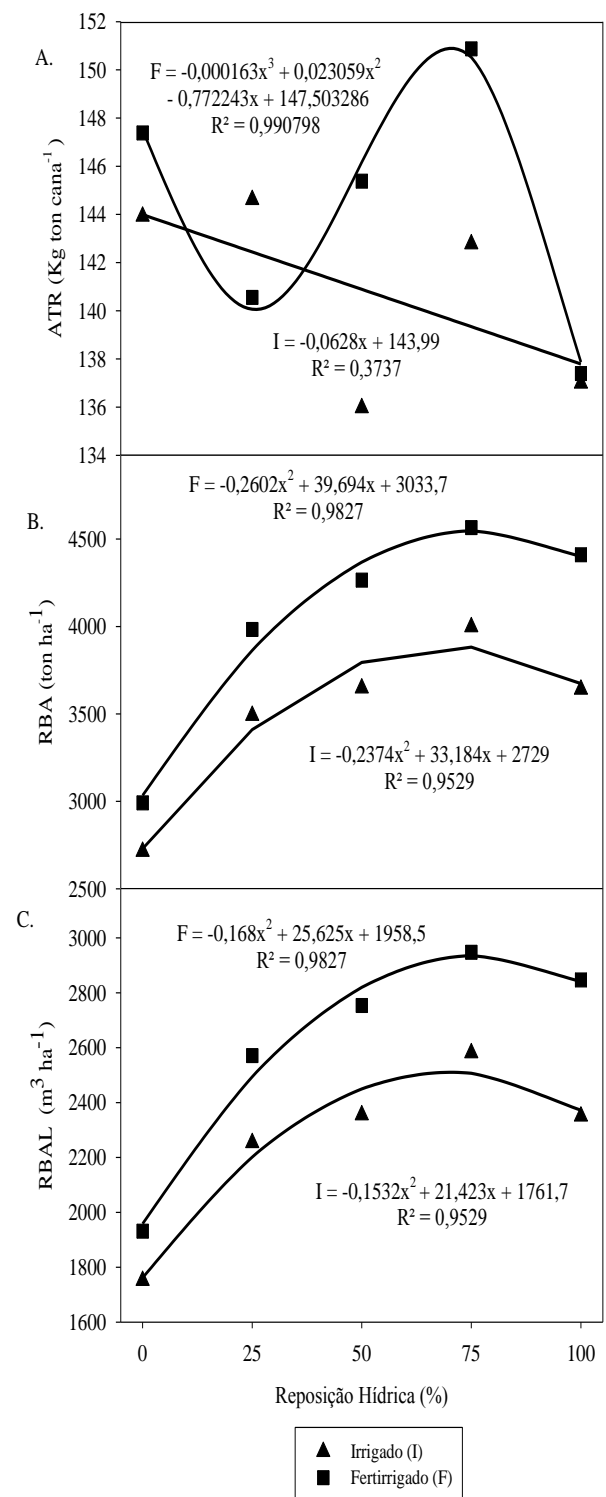 A.
152
150
148
146
144
142
140
138
136
134
ATR (Kg ton cana⁻¹)
F = -0,000163x³ + 0,023059x²
- 0,772243x + 147,503286
R² = 0,990798
I = -0,0628x + 143,99
R² = 0,3737
B.
4500
4000
3500
3000
2500
RBA (ton ha⁻¹)
F = -0,2602x² + 39,694x + 3033,7
R² = 0,9827
I = -0,2374x² + 33,184x + 2729
R² = 0,9529
C.
3000
2800
2600
2400
2200
2000
1800
1600
RBAL (m³ ha⁻¹)
F = -0,168x² + 25,625x + 1958,5
R² = 0,9827
I = -0,1532x² + 21,423x + 1761,7
R² = 0,9529
0 25 50 75 100
Reposição Hídrica (%)
Irrigado (I)
Fertirrigado (F)